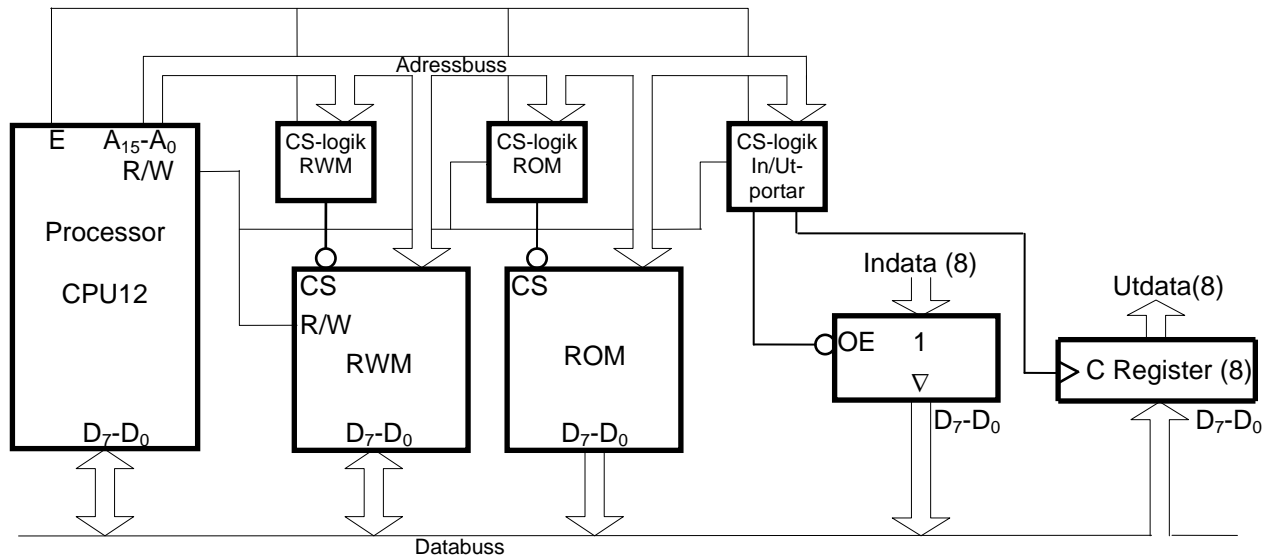 Adressbuss
E
A15-A0
R/W
Processor
CPU12
D7-D0
CS-logik
RWM
CS-logik
ROM
CS-logik
In/Ut-
portar
CS
R/W
RWM
D7-D0
CS
ROM
D7-D0
Indata (8)
OE 1
∇
D7-D0
Utdata(8)
C Register (8)
D7-D0
Databuss